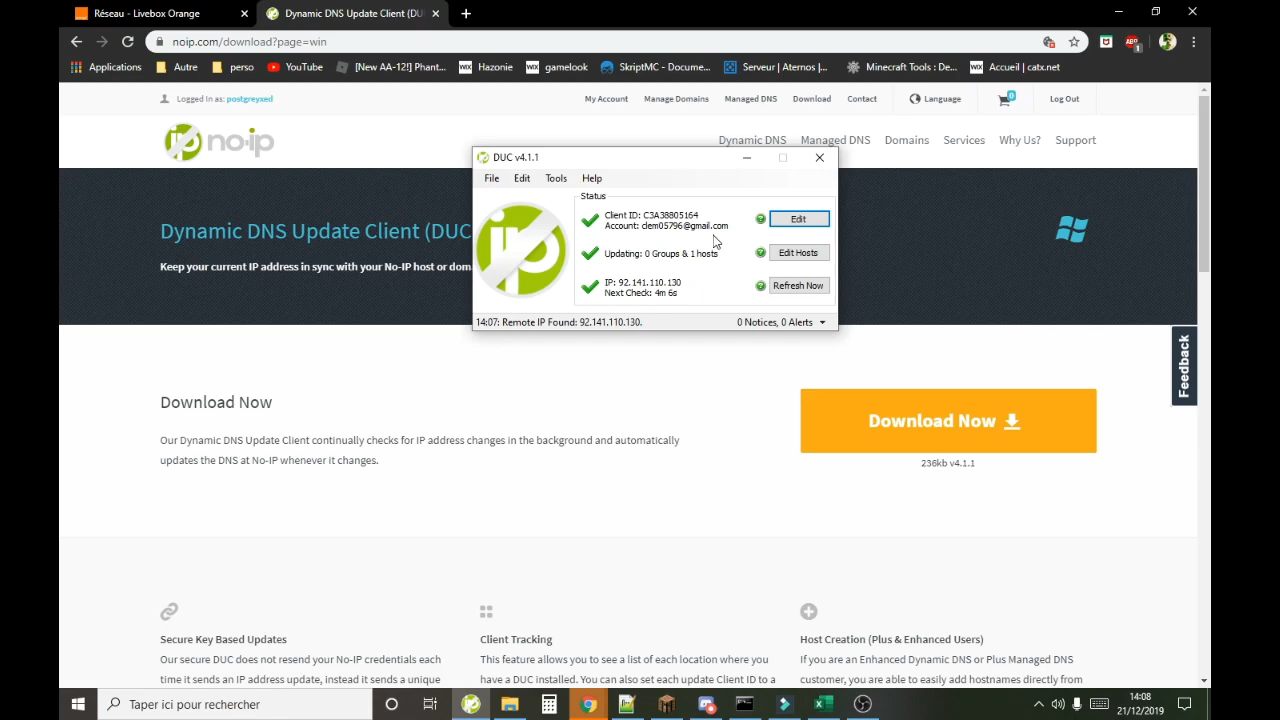 Réseau - Livebox Orange
Dynamic DNS Update Client (DU
noip.com/download?page=win
Applications
Autre
perso
YouTube
[New AA-12!] Phant...
WIX
Hazonie
WIX
gamelook
SkriptMC - Docume...
Serveur | Aternos |...
Minecraft Tools : De...
WIX
Accueil | catx.net
Logged in as: postgreyxed
My Account
Manage Domains
Managed DNS
Download
Contact
Language
0
Log Out
no-ip
Dynamic DNS
Managed DNS
Domains
Services
Why Us?
Support
Dynamic DNS Update Client (DUC
Keep your current IP address in sync with your No-IP host or dom
DUC v4.1.1
File
Edit
Tools
Help
Status
Client ID: C3A38805164
Account: clem05796@gmail.com
Edit
Updating: 0 Groups & 1 hosts
Edit Hosts
IP: 92.141.110.130
Next Check: 4m 6s
Refresh Now
14:07: Remote IP Found: 92.141.110.130.
0 Notices, 0 Alerts
Feedback
Download Now
Our Dynamic DNS Update Client continually checks for IP address changes in the background and automatically
updates the DNS at No-IP whenever it changes.
Download Now
236kb v4.1.1
Secure Key Based Updates
Our secure DUC does not resend your No-IP credentials each
time it sends an IP address update, instead it sends a unique
Client Tracking
This feature allows you to see a list of each location where you
have a DUC installed. You can also set each update Client ID to a
Host Creation (Plus & Enhanced Users)
If you are an Enhanced Dynamic DNS or Plus Managed DNS
customer, you are able to easily add hostnames directly from
Taper ici pour rechercher
14:08
21/12/2019